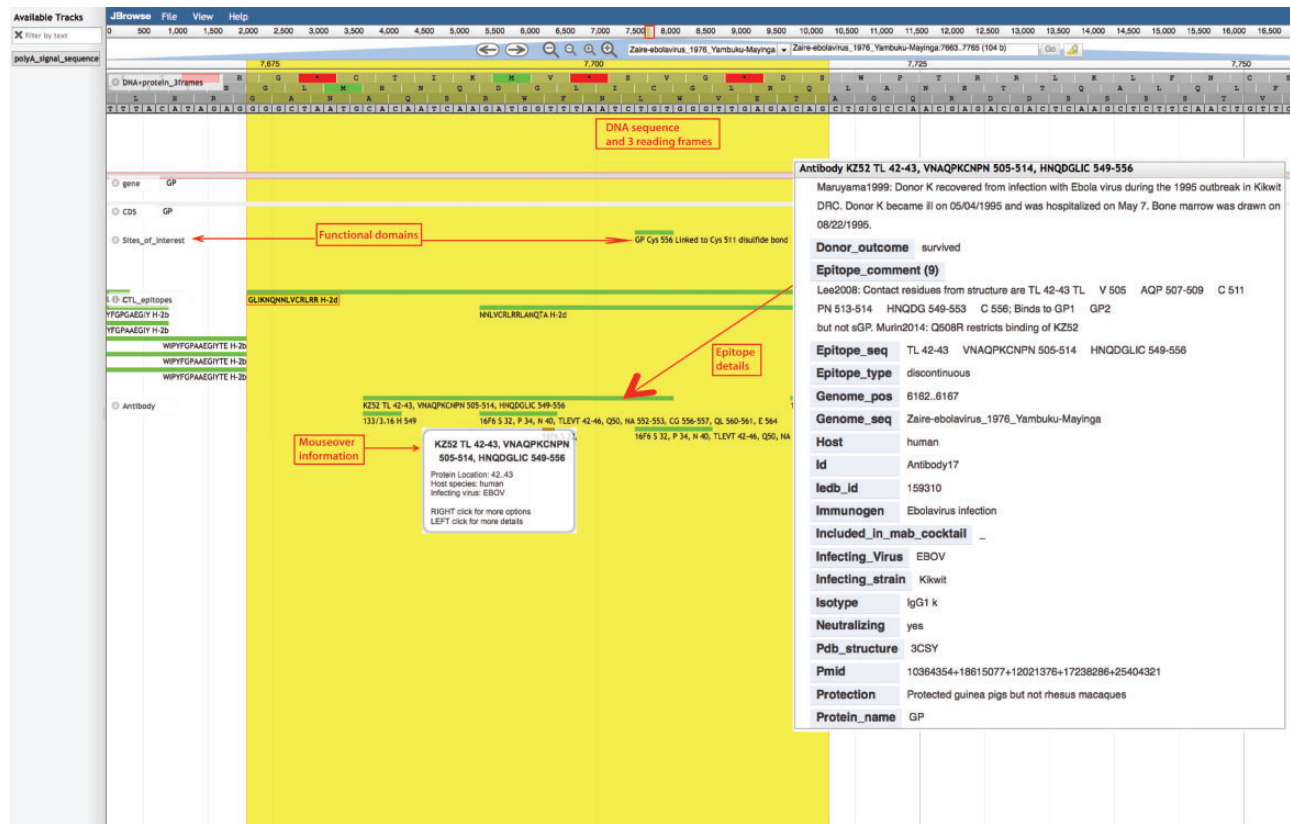 Available Tracks
JBrowse File View Help
Filter by text
0 500 1,000 1,500 2,000 2,500 3,000 3,500 4,000 4,500 5,000 5,500 6,000 6,500 7,000 7,500 8,000 8,500 9,000 9,500 10,000 10,500 11,000 11,500 12,000 12,500 13,000 13,500 14,000 14,500 15,000 15,500 16,000 16,500
Zaire-ebolavirus_1976_Yambuku-Mayinga
Zaire-ebolavirus_1976_Yambuku-Mayinga:7663..7765 (104 b)
Go
polyA_signal_sequence
7,675 7,700 7,725 7,750
DNA+protein_3frames
DNA sequence
and 3 reading frames
gene GP
CDS GP
Sites_of_Interest
Functional domains
GP Cys 556 Linked to Cys 511 disulfide bond
CTL_epitopes
GLIKNQNNLVCRLRR H-2d
YFGPGAEGIY H-2b
NNLVCRLRRLANQTA H-2d
YFGPAAEGIY H-2b
WIPYFGPAAEGIYTE H-2b
WIPYFGPAAEGIYTE H-2b
WIPYFGPAAEGIYTE H-2b
Epitope
details
Antibody
KZ52 TL 42-43, VNAQPKCNPN 505-514, HNQDGLIC 549-556
133/3.16 H 549
16F6 S 32, P 34, N 40, TLEVT 42-46, Q50, NA 552-553, CG 556-557, QL 560-561, E 564
16F6 S 32, P 34, N 40, TLEVT 42-46, Q50, NA
Mouseover
information
KZ52 TL 42-43, VNAQPKCNPN
505-514, HNQDGLIC 549-556
Protein Location: 42..43
Host species: human
Infecting virus: EBOV
RIGHT click for more options
LEFT click for more details
Antibody KZ52 TL 42-43, VNAQPKCNPN 505-514, HNQDGLIC 549-556
Maruyama1999: Donor K recovered from infection with Ebola virus during the 1995 outbreak in Kikwit
DRC. Donor K became ill on 05/04/1995 and was hospitalized on May 7. Bone marrow was drawn on
08/22/1995.
Donor_outcome survived
Epitope_comment (9)
Lee2008: Contact residues from structure are TL 42-43 TL V 505 AQP 507-509 C 511
PN 513-514 HNQDG 549-553 C 556; Binds to GP1 GP2
but not sGP. Murin2014: Q508R restricts binding of KZ52
Epitope_seq TL 42-43 VNAQPKCNPN 505-514 HNQDGLIC 549-556
Epitope_type discontinuous
Genome_pos 6162..6167
Genome_seq Zaire-ebolavirus_1976_Yambuku-Mayinga
Host human
Id Antibody17
Iedb_id 159310
Immunogen Ebolavirus infection
Included_in_mab_cocktail _
Infecting_Virus EBOV
Infecting_strain Kikwit
Isotype IgG1 k
Neutralizing yes
Pdb_structure 3CSY
Pmid 10364354+18615077+12021376+17238286+25404321
Protection Protected guinea pigs but not rhesus macaques
Protein_name GP